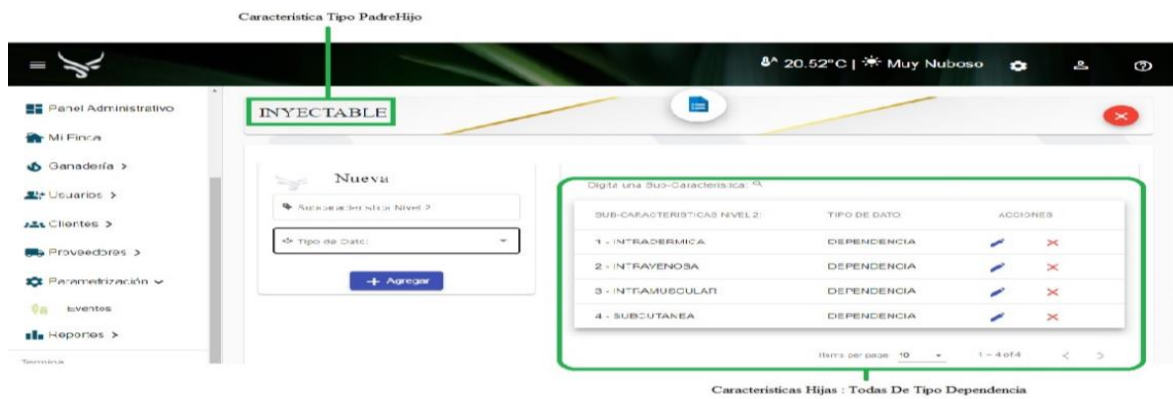 Caracteristica Tipo PadreHijo
20.52°C | Muy Nuboso
Panel Administrativo
Mi Finca
Ganadería >
Usuarios >
Clientes >
Proveedores >
Parametrización
Eventos
Reportes >
INYECTABLE
Nueva
Subcaracteristica Nivel 2
Tipo de Dato:
+ Agregar
Digita una Sub-Caracteristica:
SUB-CARACTERISTICAS NIVEL 2: TIPO DE DATO ACCIONES
1 - INTRADERMICA DEPENDENCIA
2 - INTRAVENOSA DEPENDENCIA
3 - INTRAMUSCULAR DEPENDENCIA
4 - SUBCUTANEA DEPENDENCIA
Items per page: 10 1 – 4 of 4
Caracteristicas Hijas : Todas De Tipo Dependencia